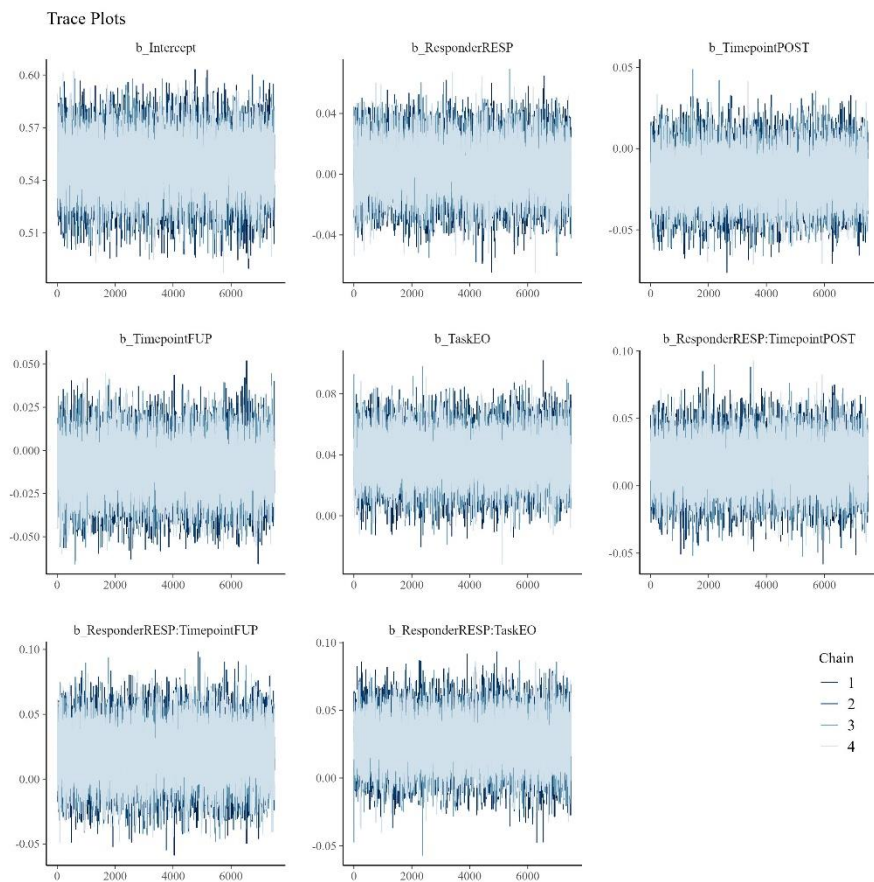 Trace Plots
b_Intercept b_ResponderRESP b_TimepointPOST
0.60
0.57
0.54
0.51
0 2000 4000 6000
0.04
0.00
-0.04
0 2000 4000 6000
0.05
0.00
-0.05
0 2000 4000 6000
b_TimepointFUP b_TaskEO b_ResponderRESP:TimepointPOST
0.050
0.025
0.000
-0.025
-0.050
0 2000 4000 6000
0.08
0.04
0.00
0 2000 4000 6000
0.10
0.05
0.00
-0.05
0 2000 4000 6000
b_ResponderRESP:TimepointFUP b_ResponderRESP:TaskEO
0.10
0.05
0.00
-0.05
0 2000 4000 6000
0.10
0.05
0.00
-0.05
0 2000 4000 6000
Chain
1
2
3
4